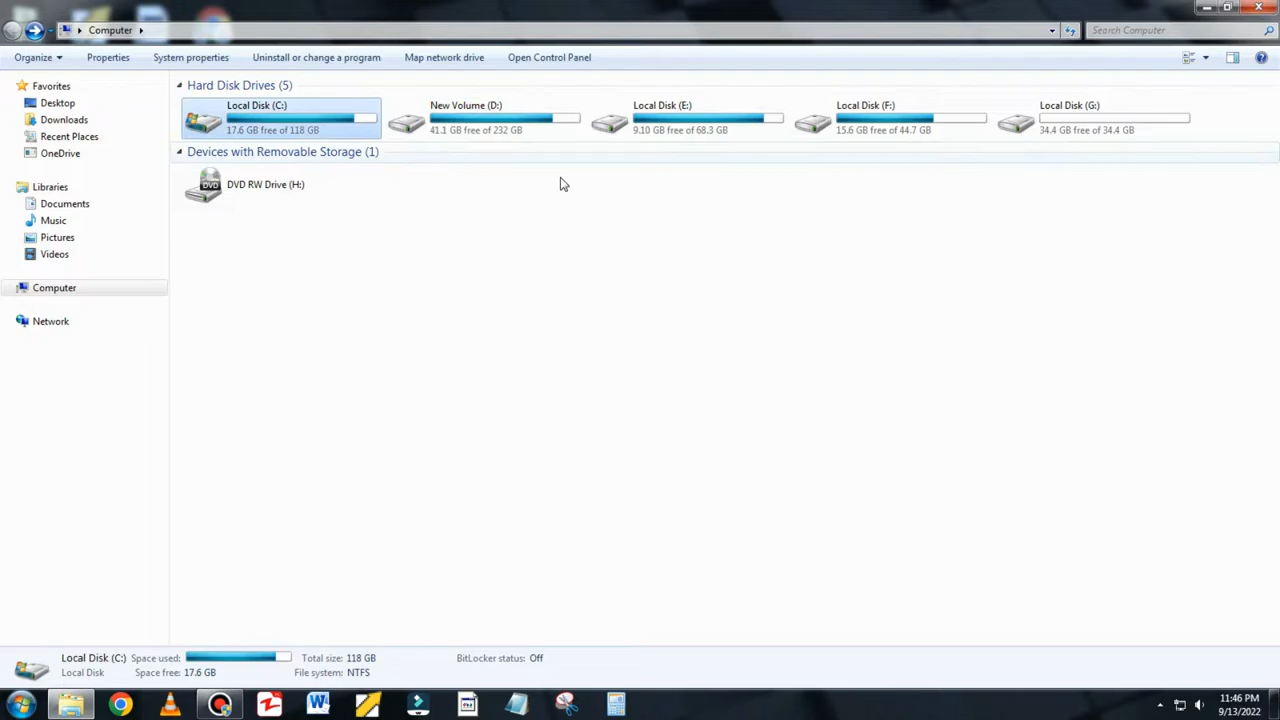 Computer
Search Computer
Organize Properties System properties Uninstall or change a program Map network drive Open Control Panel
Favorites
Desktop
Downloads
Recent Places
OneDrive
Libraries
Documents
Music
Pictures
Videos
Computer
Network
Hard Disk Drives (5)
Local Disk (C:)
17.6 GB free of 118 GB
New Volume (D:)
41.1 GB free of 232 GB
Local Disk (E:)
9.10 GB free of 68.3 GB
Local Disk (F:)
15.6 GB free of 44.7 GB
Local Disk (G:)
34.4 GB free of 34.4 GB
Devices with Removable Storage (1)
DVD
DVD RW Drive (H:)
Local Disk (C:) Space used: Total size: 118 GB BitLocker status: Off
Local Disk Space free: 17.6 GB File system: NTFS
11:46 PM
9/13/2022